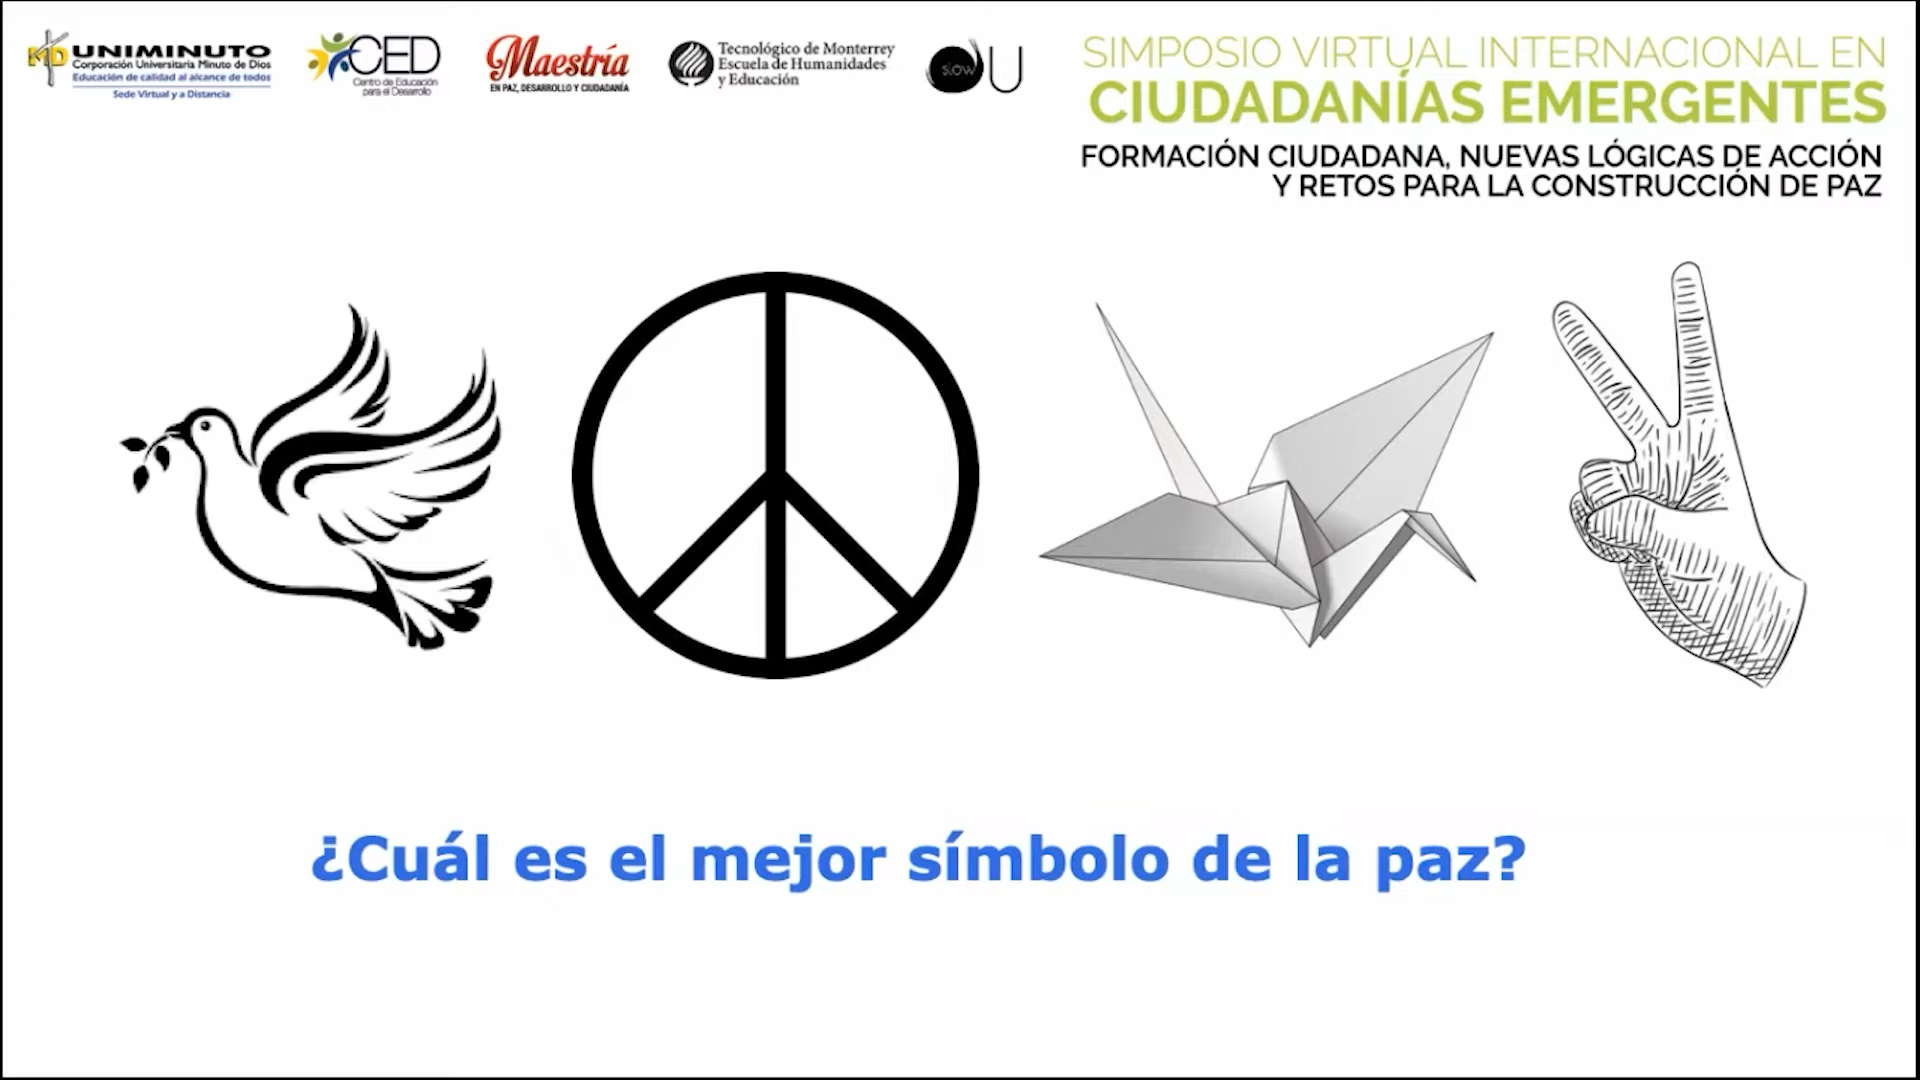 UNIMINUTO
Corporación Universitaria Minuto de Dios
Educación de calidad al alcance de todos
Sede Virtual y a Distancia
CED
Centro de Educación
para el Desarrollo
Maestría
EN PAZ, DESARROLLO Y CIUDADANÍA
Tecnológico de Monterrey
Escuela de Humanidades
y Educación
SLOW
U
SIMPOSIO VIRTUAL INTERNACIONAL EN
CIUDADANÍAS EMERGENTES
FORMACIÓN CIUDADANA, NUEVAS LÓGICAS DE ACCIÓN
Y RETOS PARA LA CONSTRUCCIÓN DE PAZ
¿Cuál es el mejor símbolo de la paz?